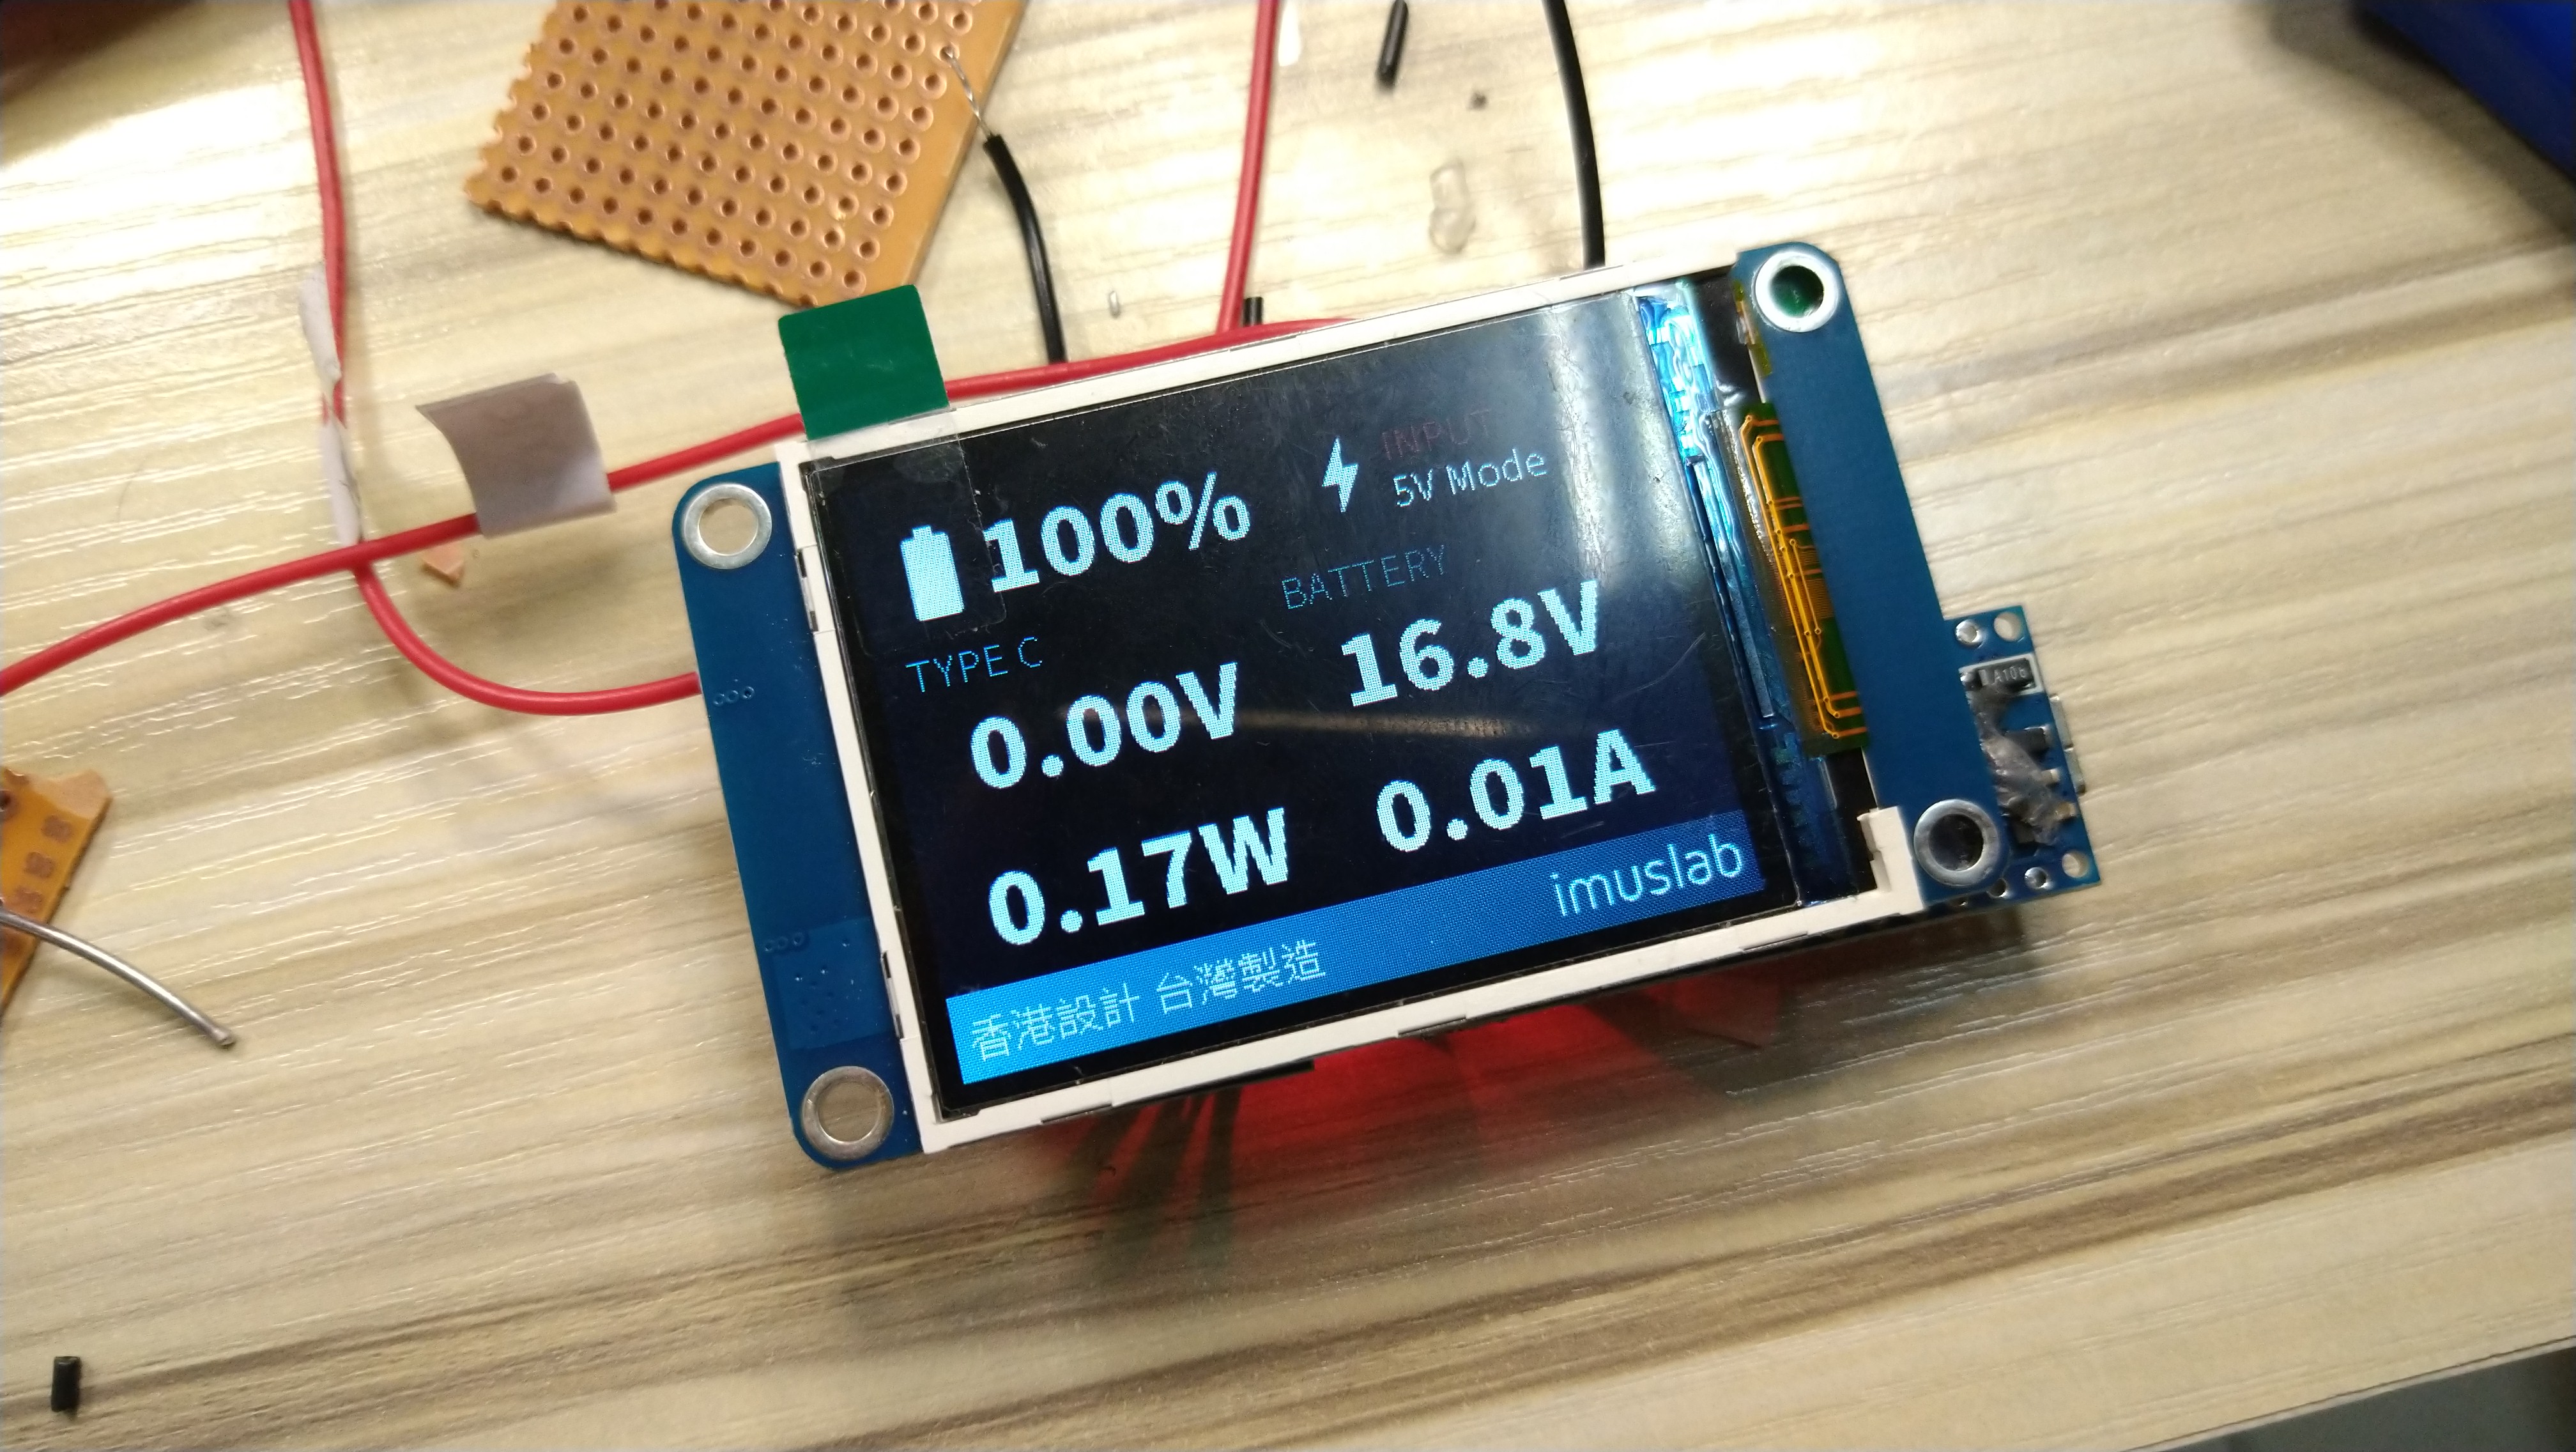 100%
INPUT
5V Mode
TYPE C
BATTERY
0.00V
16.8V
0.17W
0.01A
香港設計 台灣製造
imuslab